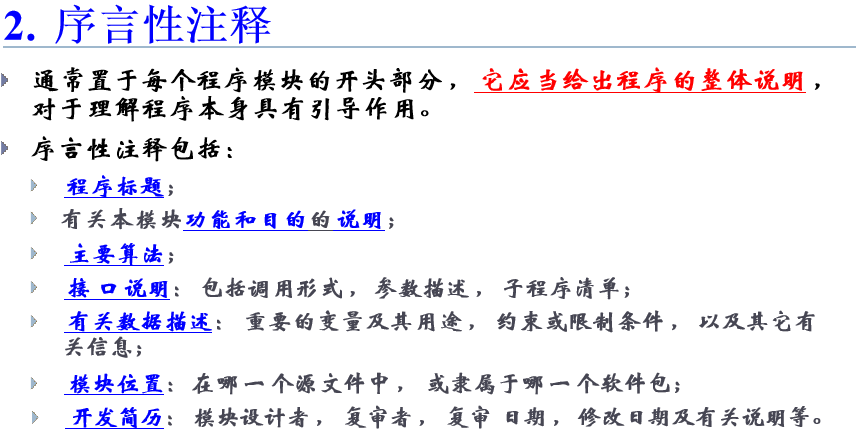 2. 序言性注释
通常置于每个程序模块的开头部分，它应当给出程序的整体说明，
对于理解程序本身具有引导作用。
序言性注释包括：
程序标题；
有关本模块功能和目的的说明；
主要算法；
接口说明：包括调用形式，参数描述，子程序清单；
有关数据描述：重要的变量及其用途，约束或限制条件，以及其它有
关信息；
模块位置：在哪一个源文件中，或隶属于哪一个软件包；
开发简历：模块设计者，复审者，复审日期，修改日期及有关说明等。